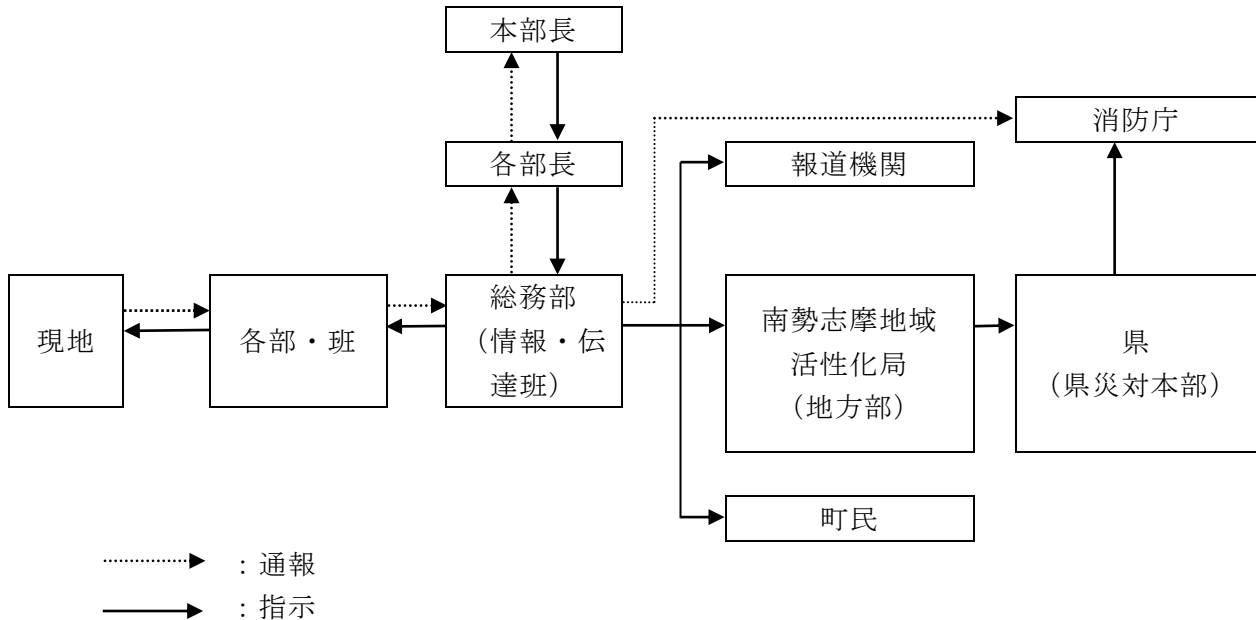 本部長
消防庁
各部長
報道機関
現地
各部・班
総務部
（情報・伝
達班）
南勢志摩地域
活性化局
（地方部）
県
（県災対本部）
町民
：通報
：指示